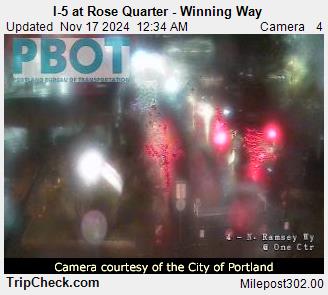 I-5 at Rose Quarter - Winning Way
Updated Nov 17 2024 12:34 AM Camera 4
PBOT
PORTLAND BUREAU OF TRANSPORTATION
4 - N. Ramsey Wy
@ One Ctr
Camera courtesy of the City of Portland
TripCheck.com Milepost302.00